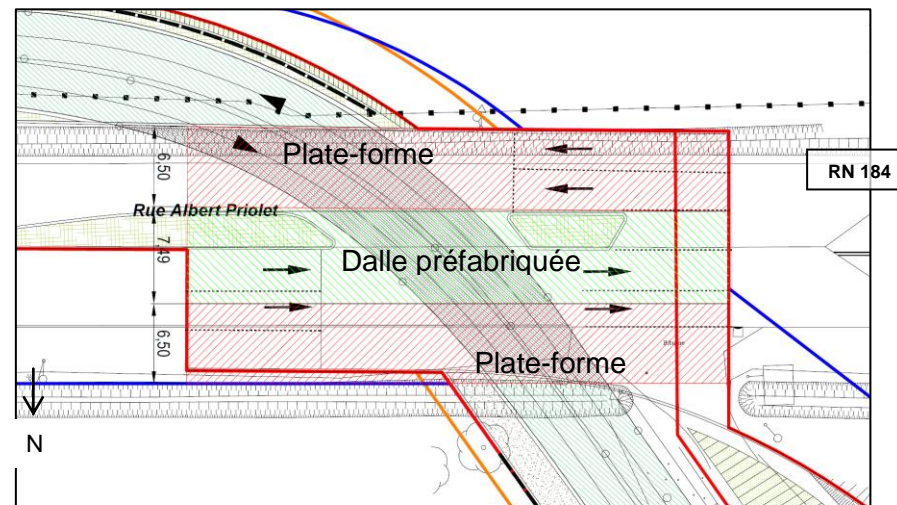 Plate-forme
RN 184
6,50
Rue Albert Priolet
7,49
Dalle préfabriquée
6,50
Plate-forme
N